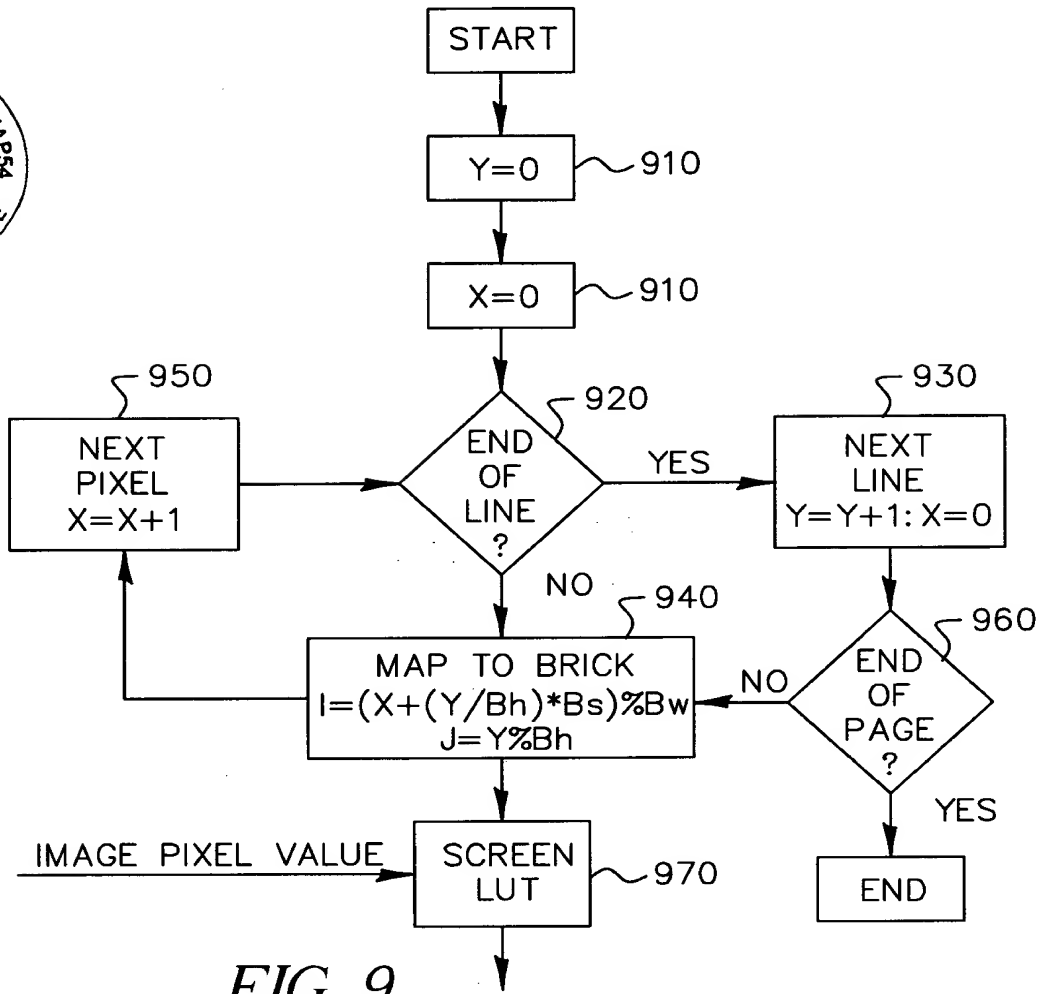 START
Y=0
910
X=0
910
950
NEXT
PIXEL
X=X+1
920
END
OF
LINE
?
YES
930
NEXT
LINE
Y=Y+1:X=0
NO
940
MAP TO BRICK
I=(X+(Y/Bh)*Bs)%Bw
J=Y%Bh
NO
960
END
OF
PAGE
?
YES
END
IMAGE PIXEL VALUE
SCREEN
LUT
970
FIG. 9